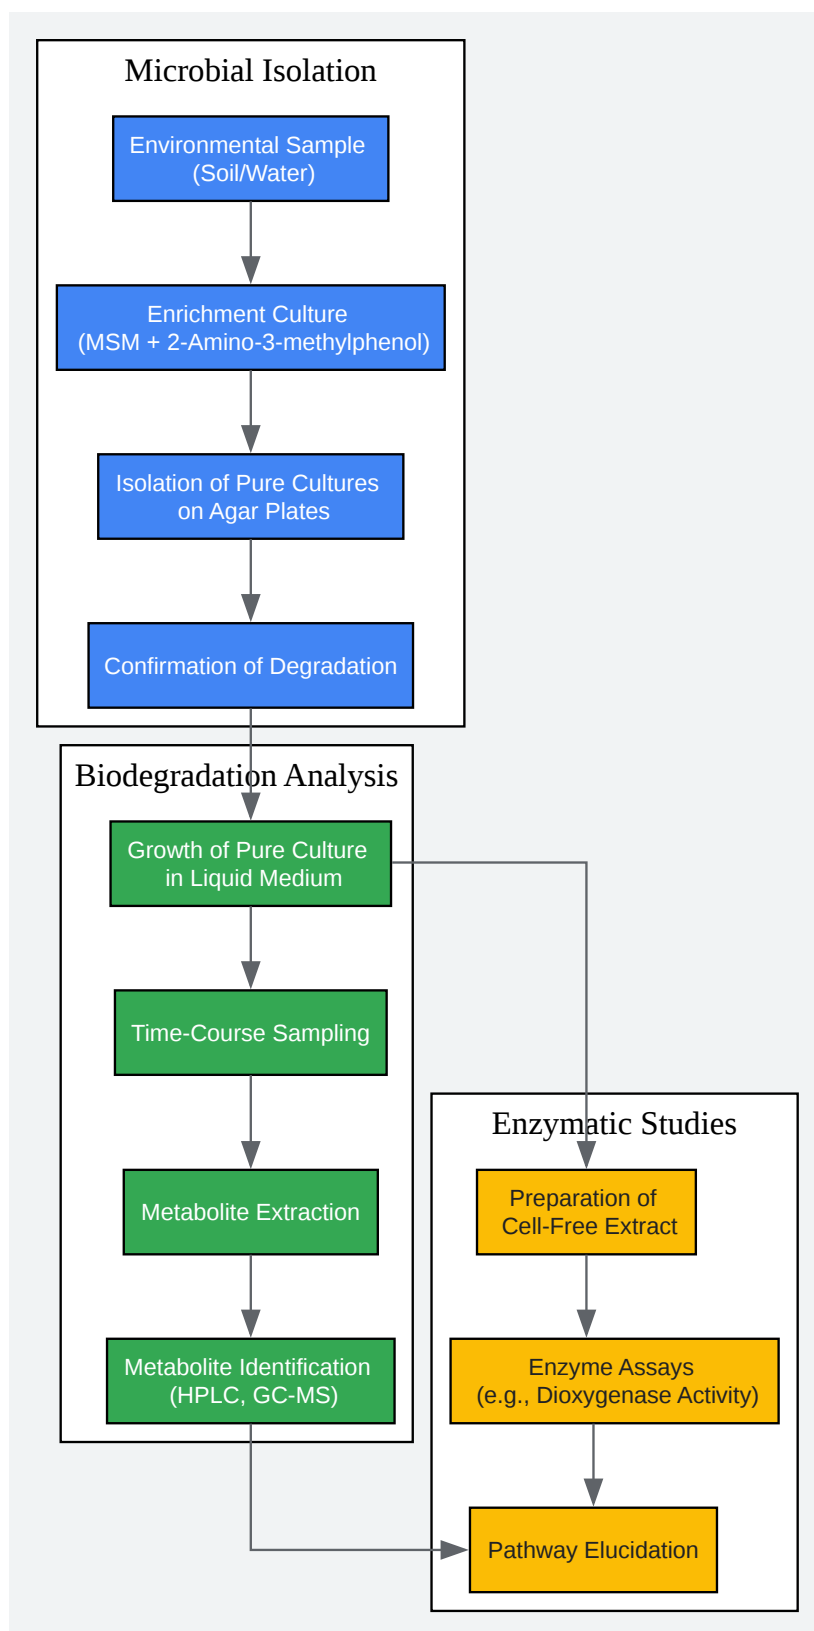 Microbial Isolation
Environmental Sample
(Soil/Water)
Enrichment Culture
(MSM + 2-Amino-3-methylphenol)
Isolation of Pure Cultures
on Agar Plates
Confirmation of Degradation
Biodegradation Analysis
Growth of Pure Culture
in Liquid Medium
Time-Course Sampling
Metabolite Extraction
Metabolite Identification
(HPLC, GC-MS)
Enzymatic Studies
Preparation of
Cell-Free Extract
Enzyme Assays
(e.g., Dioxygenase Activity)
Pathway Elucidation